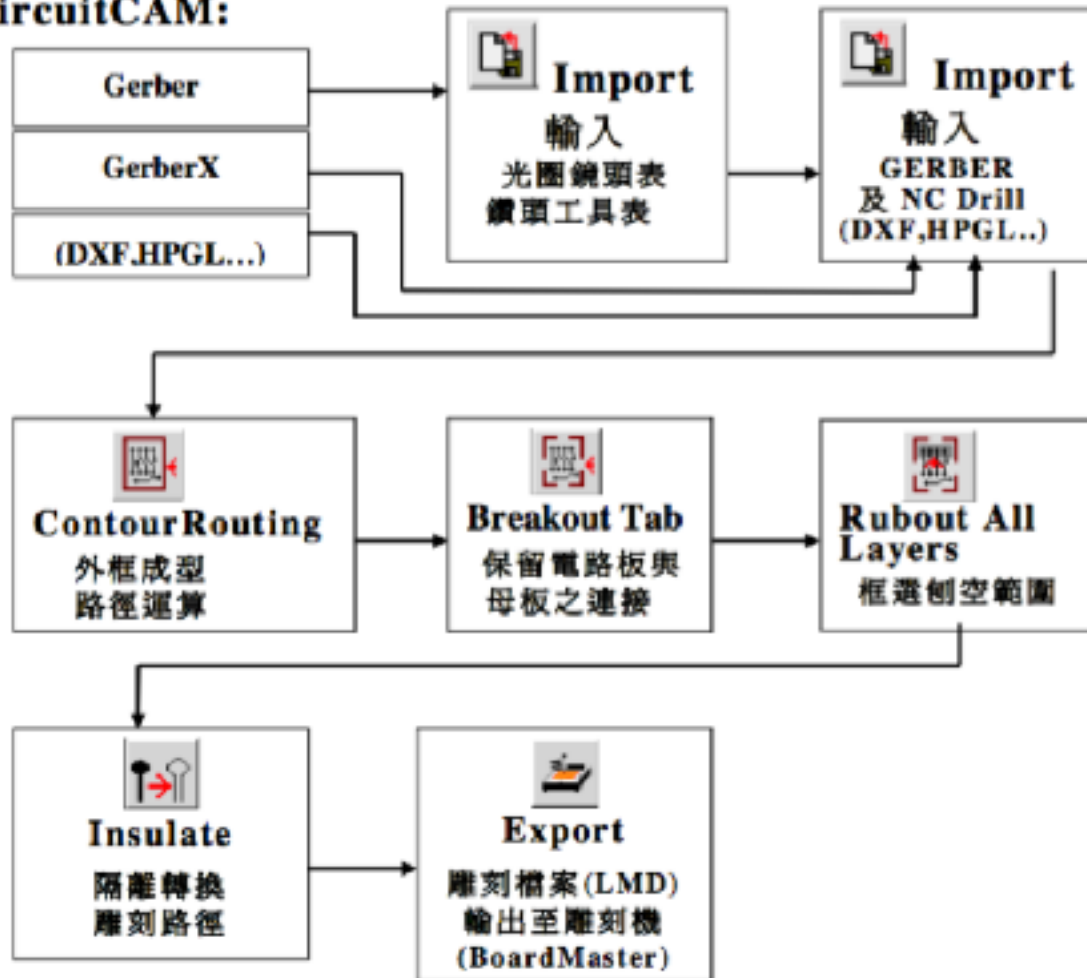 ircuitCAM:
Gerber
GerberX
(DXF,HPGL...)
Import
輸入
光圈鏡頭表
鑽頭工具表
Import
輸入
GERBER
及 NC Drill
(DXF,HPGL..)
ContourRouting
外框成型
路徑運算
Breakout Tab
保留電路板與
母板之連接
Rubout All
Layers
框選刨空範圍
Insulate
隔離轉換
雕刻路徑
Export
雕刻檔案(LMD)
輸出至雕刻機
(BoardMaster)